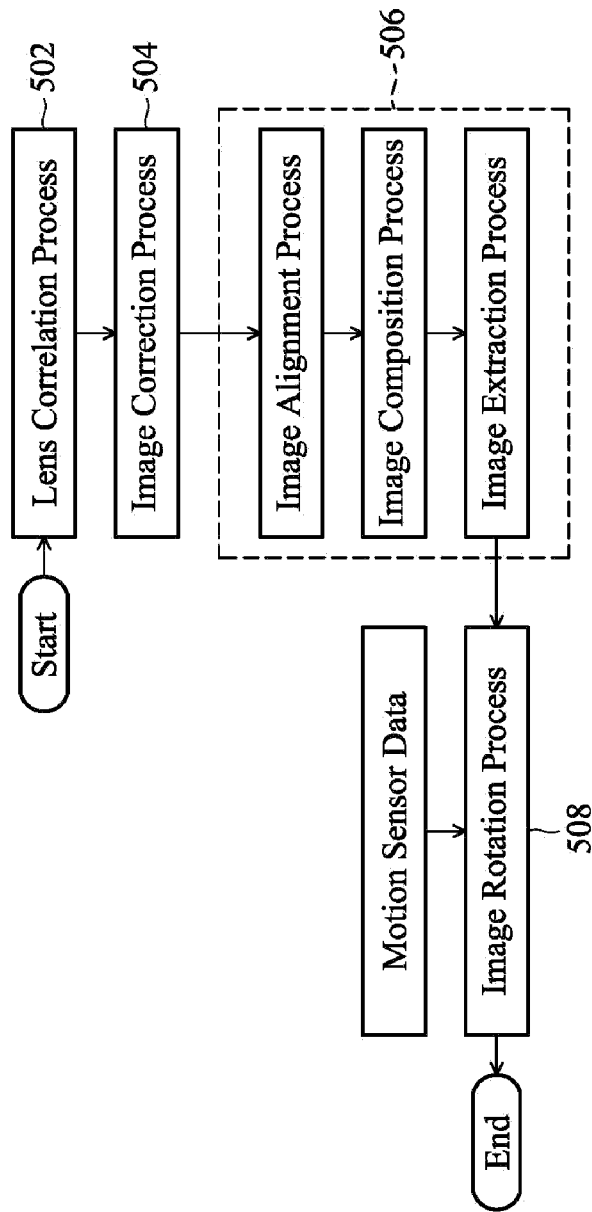 Start
Lens Correlation Process
502
Image Correction Process
504
506
Image Alignment Process
Image Composition Process
Image Extraction Process
Motion Sensor Data
Image Rotation Process
508
End